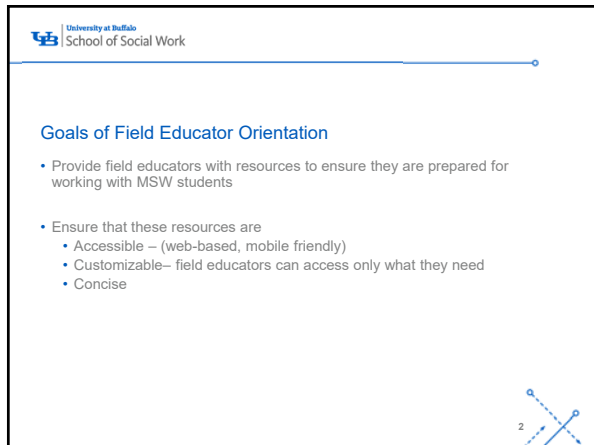 University at Buffalo
School of Social Work
Goals of Field Educator Orientation
• Provide field educators with resources to ensure they are prepared for
working with MSW students
• Ensure that these resources are
• Accessible – (web-based, mobile friendly)
• Customizable– field educators can access only what they need
• Concise
2